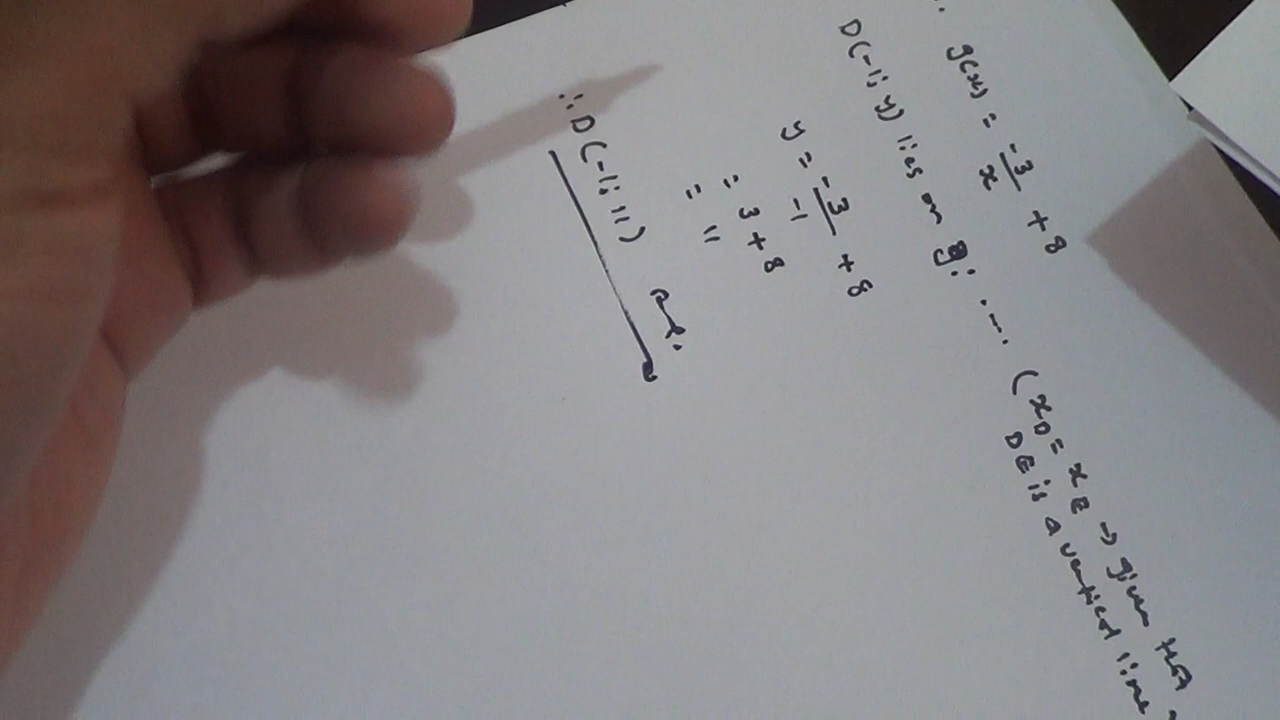 g(x) = -3/x + 8
D(-1; y) lies on g: .... (xD = xE → given that
DE is a vertical line
y = -3/-1 + 8
= 3 + 8
= 11
∴ D(-1; 11)